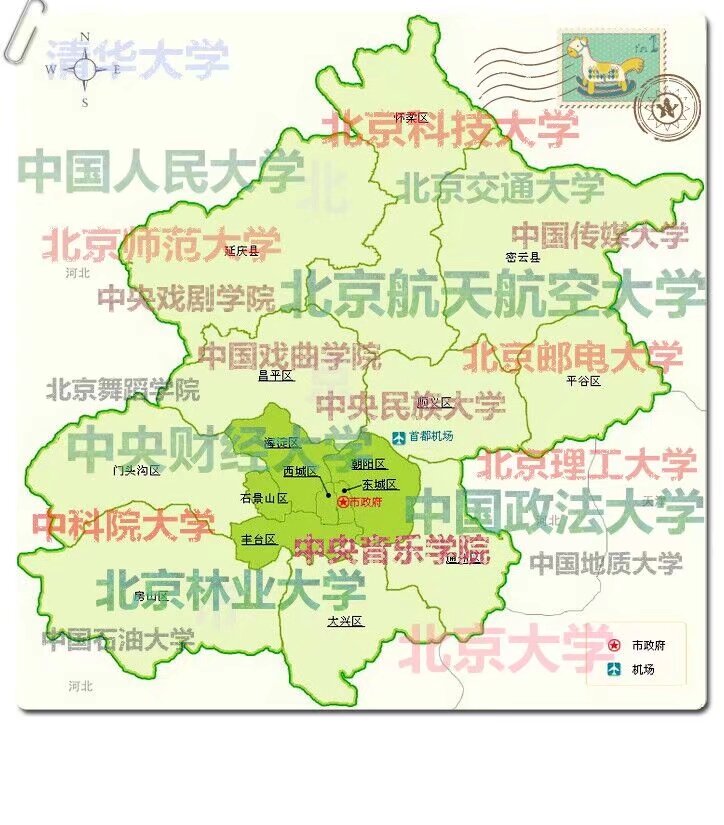 N
清华大学
W E
S
怀柔区
北京科技大学
中国人民大学
北
北京交通大学
北京师范大学
延庆县
中国传媒大学
密云县
河北
中央戏剧学院
北京航天航空大学
中国戏曲学院
北京邮电大学
昌平区
平谷区
北京舞蹈学院
中央民族大学
顺义区
首都机场
中央财经大学
海淀区
门头沟区
西城区
朝阳区
东城区
北京理工大学
石景山区
市政府
中国政法大学
天津
河北
中科院大学
丰台区
中央音乐学院
通州区
中国地质大学
北京林业大学
房山区
大兴区
中国石油大学
北京大学
市政府
机场
河北